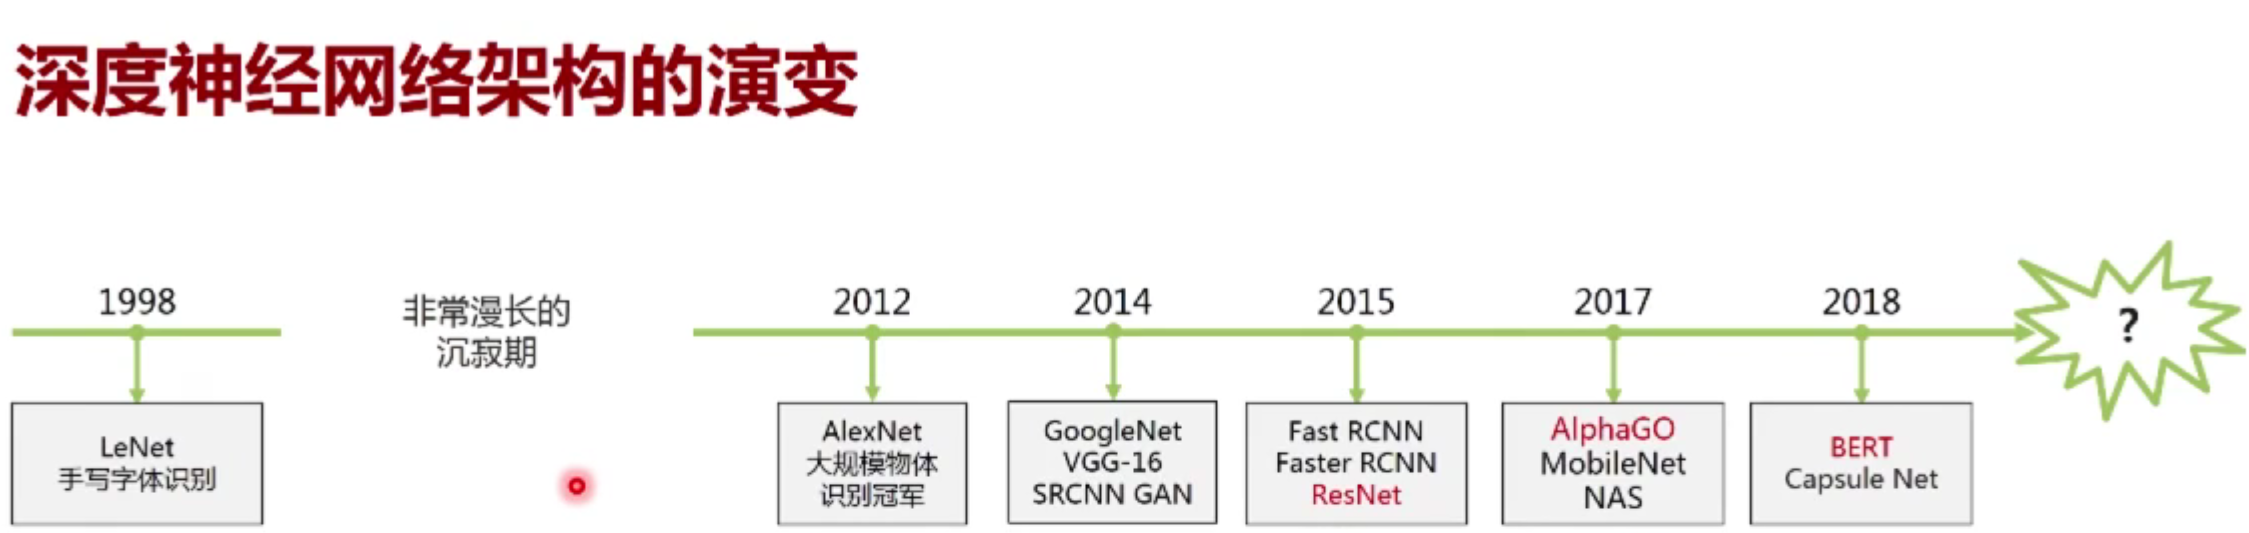 深度神经网络架构的演变
1998
非常漫长的
沉寂期
2012
2014
2015
2017
2018
?
LeNet
手写字体识别
AlexNet
大规模物体
识别冠军
GoogleNet
VGG-16
SRCNN GAN
Fast RCNN
Faster RCNN
ResNet
AlphaGO
MobileNet
NAS
BERT
Capsule Net